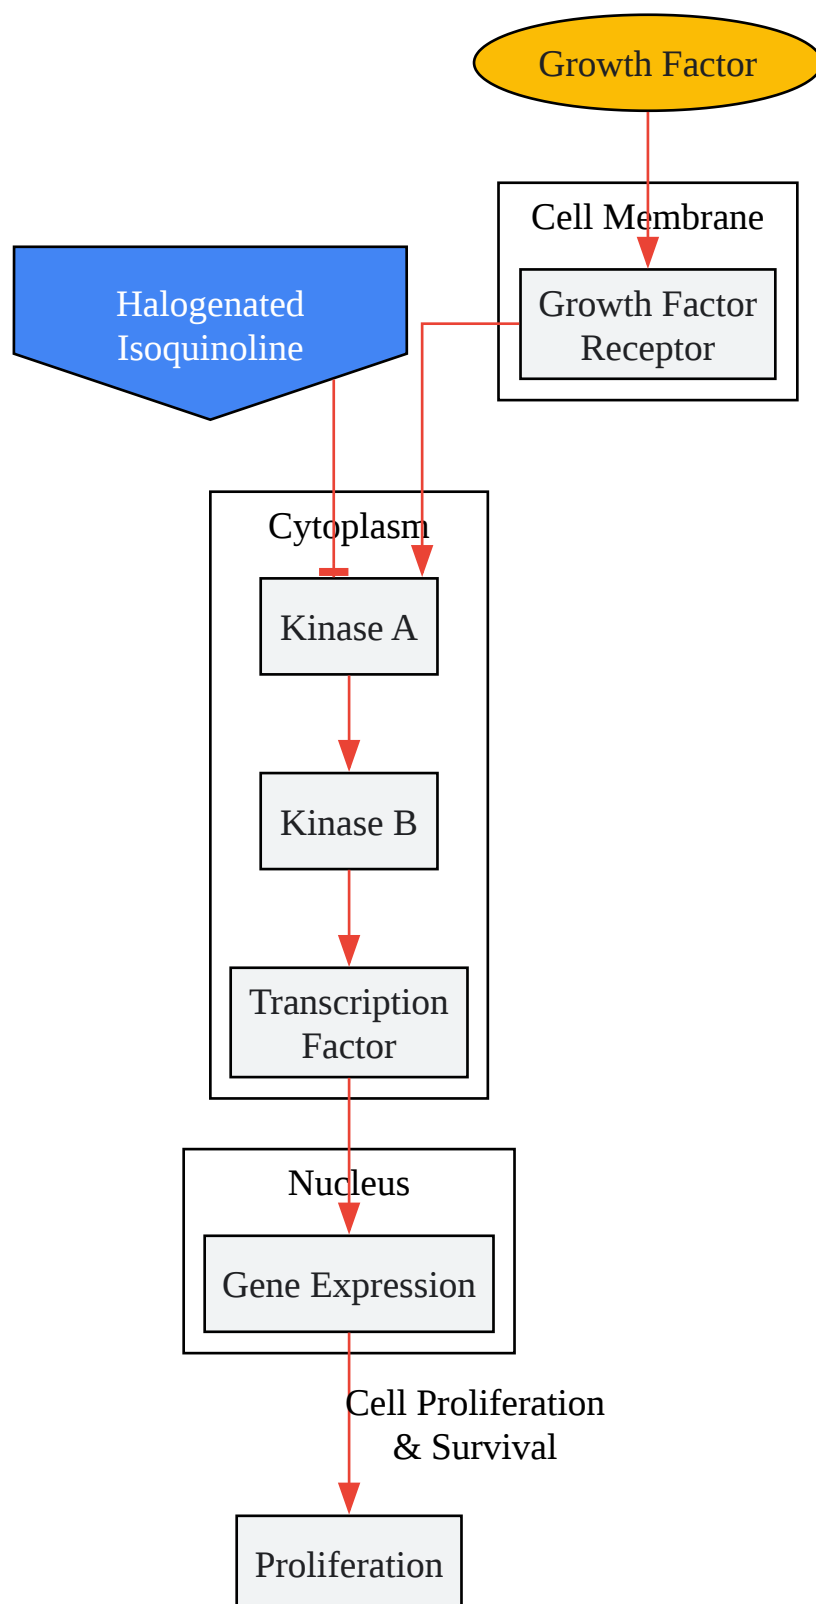 Growth Factor
Cell Membrane
Growth Factor
Receptor
Halogenated
Isoquinoline
Cytoplasm
Kinase A
Kinase B
Transcription
Factor
Nucleus
Gene Expression
Cell Proliferation
& Survival
Proliferation